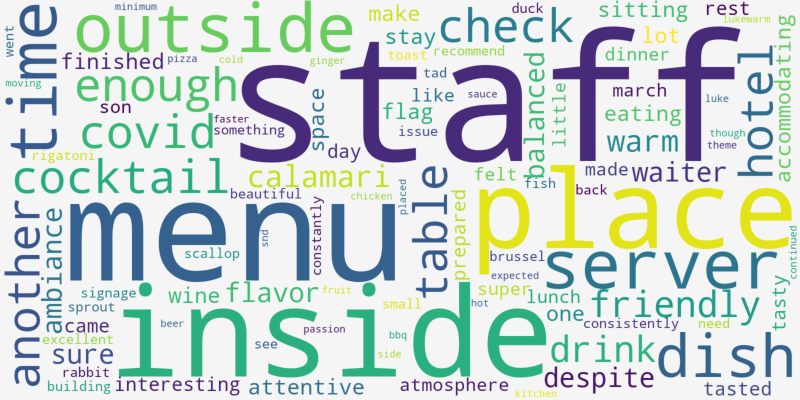 minimum
outside
make
duck
sitting
rest
lukewarm
check
stay
lot
went
time
finished
pizza
cold
toast
recommend
dinner
hotel
accommodating
staff
enough
tad
balanced
moving
son
ginger
like
march
luke
space
flag
sauce
little
eating
covid
faster
something
issue
warm
though
theme
rigatoni
day
cocktail
calamari
table
felt
made
waiter
fish
back
another
ambiance
menu
beautiful
chicken
placed
prepared
place
constantly
snd
scallop
brussel
server
continued
expected
signage
wine
flavor
fruit
super
lunch
friendly
tasty
sprout
inside
small
hot
one
came
beer
passion
consistently
need
excellent
sure
see
bbq
drink
dish
side
rabbit
building
interesting
attentive
atmosphere
despite
tasted
kitchen